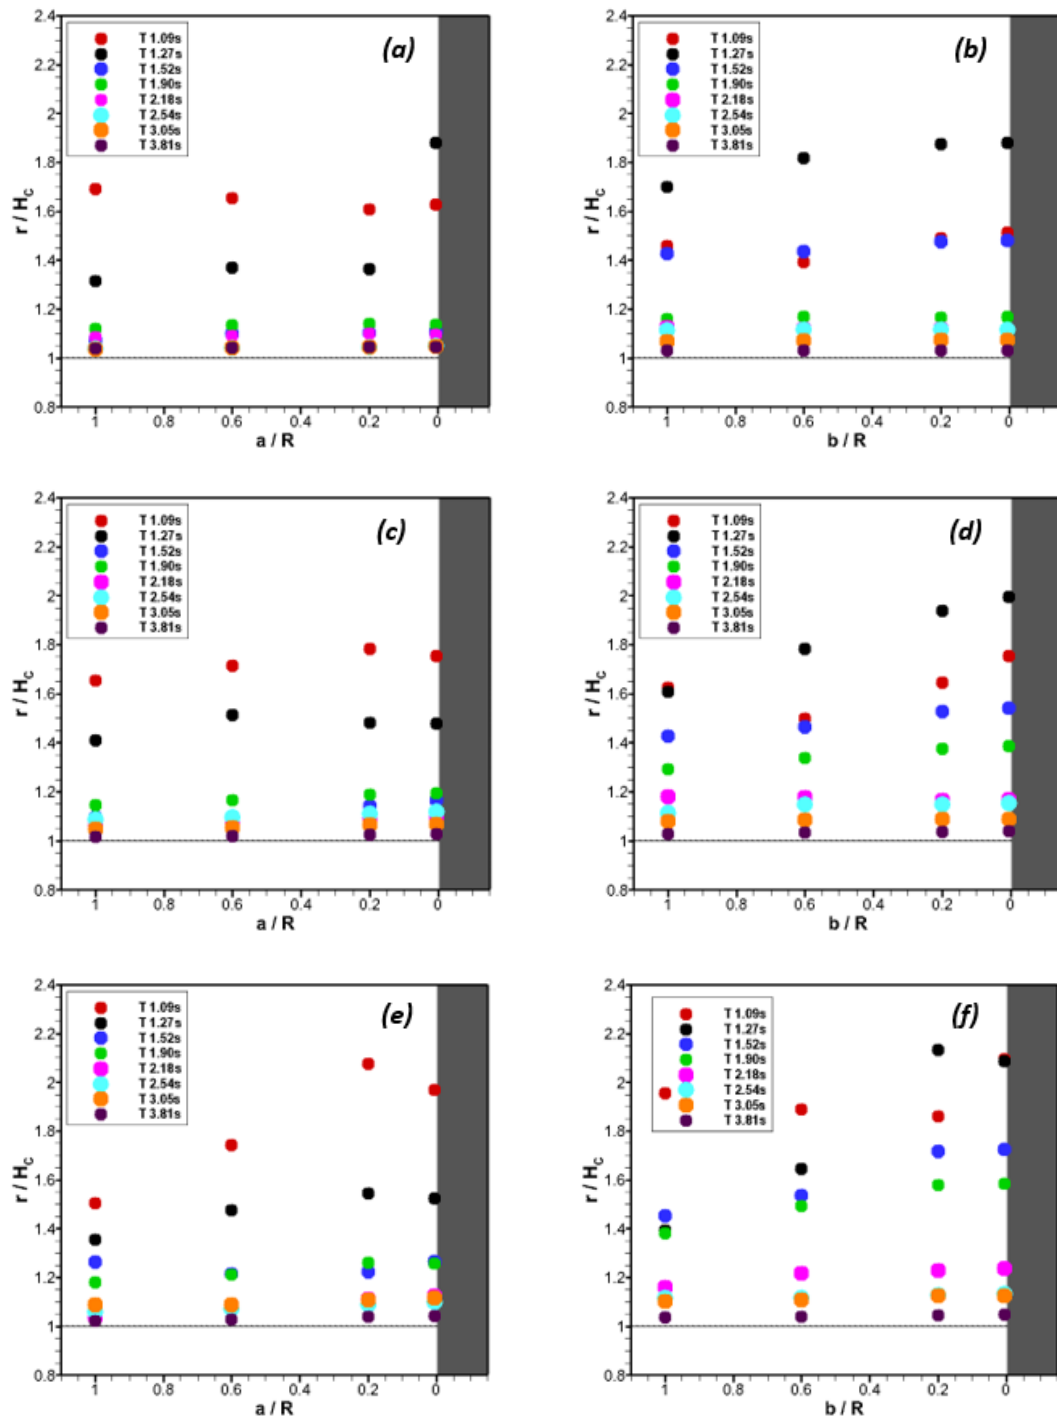 2.4
2.2
2
1.8
1.6
1.4
1.2
1
0.8
r / H_C
T 1.09s
T 1.27s
T 1.52s
T 1.90s
T 2.18s
T 2.54s
T 3.05s
T 3.81s
(a)
1 0.8 0.6 0.4 0.2 0
a / R
2.4
2.2
2
1.8
1.6
1.4
1.2
1
0.8
r / H_C
T 1.09s
T 1.27s
T 1.52s
T 1.90s
T 2.18s
T 2.54s
T 3.05s
T 3.81s
(b)
1 0.8 0.6 0.4 0.2 0
b / R
2.4
2.2
2
1.8
1.6
1.4
1.2
1
0.8
r / H_C
T 1.09s
T 1.27s
T 1.52s
T 1.90s
T 2.18s
T 2.54s
T 3.05s
T 3.81s
(c)
1 0.8 0.6 0.4 0.2 0
a / R
2.4
2.2
2
1.8
1.6
1.4
1.2
1
0.8
r / H_C
T 1.09s
T 1.27s
T 1.52s
T 1.90s
T 2.18s
T 2.54s
T 3.05s
T 3.81s
(d)
1 0.8 0.6 0.4 0.2 0
b / R
2.4
2.2
2
1.8
1.6
1.4
1.2
1
0.8
r / H_C
T 1.09s
T 1.27s
T 1.52s
T 1.90s
T 2.18s
T 2.54s
T 3.05s
T 3.81s
(e)
1 0.8 0.6 0.4 0.2 0
a / R
2.4
2.2
2
1.8
1.6
1.4
1.2
1
0.8
r / H_C
T 1.09s
T 1.27s
T 1.52s
T 1.90s
T 2.18s
T 2.54s
T 3.05s
T 3.81s
(f)
1 0.8 0.6 0.4 0.2 0
b / R